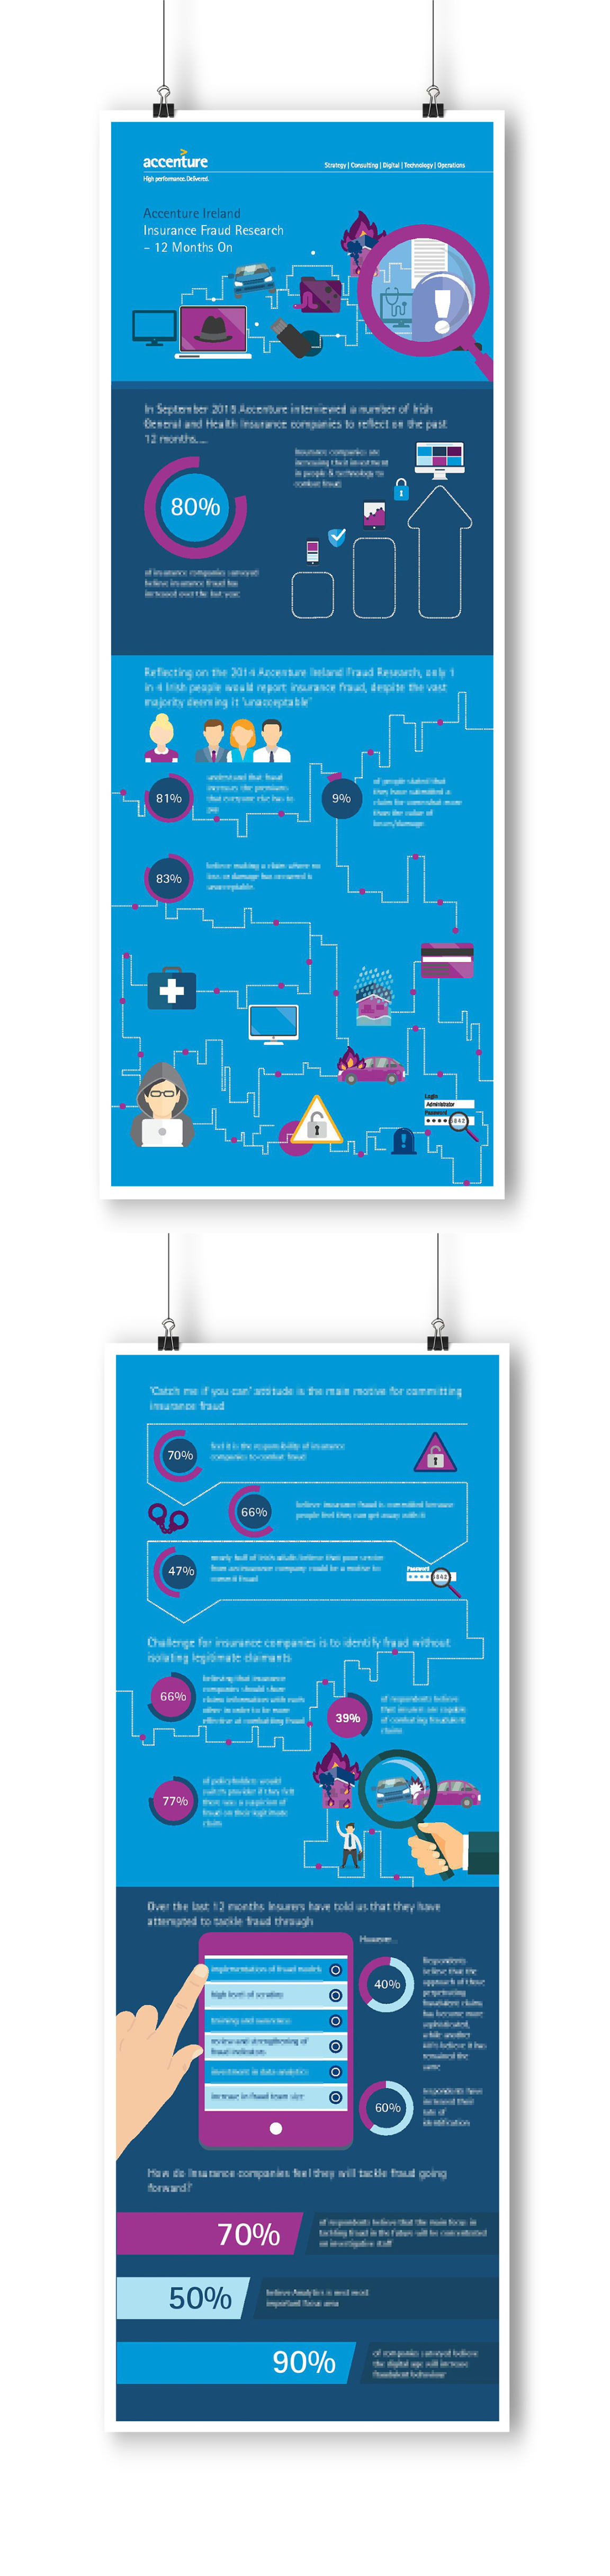 accenture
High performance. Delivered.
Strategy | Consulting | Digital | Technology | Operations
Accenture Ireland
Insurance Fraud Research
– 12 Months On
In September 2015 Accenture interviewed a number of Irish
General and Health Insurance companies to reflect on the past
12 months....
80%
of insurance companies surveyed
believe insurance fraud has
increased over the last year
Insurance companies are
increasing their investment
in people & technology to
combat fraud
Reflecting on the 2014 Accenture Ireland Fraud Research, only 1
in 4 Irish people would report insurance fraud, despite the vast
majority deeming it 'unacceptable'
81%
understand that fraud
increases the premiums
that everyone else has to
pay
9%
of people stated that
they have submitted a
claim for somewhat more
than the value of
losses/damage
83%
believe making a claim where no
loss or damage has occurred is
unacceptable
Login
Administrator
Password
'Catch me if you can' attitude is the main motive for committing
insurance fraud
70%
feel it is the responsibility of insurance
companies to combat fraud
66%
believe insurance fraud is committed because
people feel they can get away with it
47%
nearly half of Irish adults believe that poor service
from an insurance company could be a motive to
commit fraud
Password
Challenge for insurance companies is to identify fraud without
isolating legitimate claimants
66%
believing that insurance
companies should share
claims information with each
other in order to be more
effective at combatting fraud
39%
of respondents believe
that insurers are capable
of combating fraudulent
claims
77%
of policyholders would
switch provider if they felt
there was a suspicion of
fraud on their legitimate
claim
Over the last 12 months Insurers have told us that they have
attempted to tackle fraud through
implementation of fraud models
high level of scrutiny
training and awareness
review and strengthening of
fraud indicators
investment in data analytics
increase in fraud team size
However...
40%
Respondents
believe that the
approach of those
perpetrating
fraudulent claims
has become more
sophisticated,
while another
40% believe it has
remained the
same
60%
Respondents have
increased their
rate of
identification
How do Insurance companies feel they will tackle fraud going
forward?
70%
of respondents believe that the main focus in
tackling fraud in the future will be concentrated
on investigative staff
50%
believe Analytics is next most
important focus area
90%
of companies surveyed believe
the digital age will increase
fraudulent behaviour